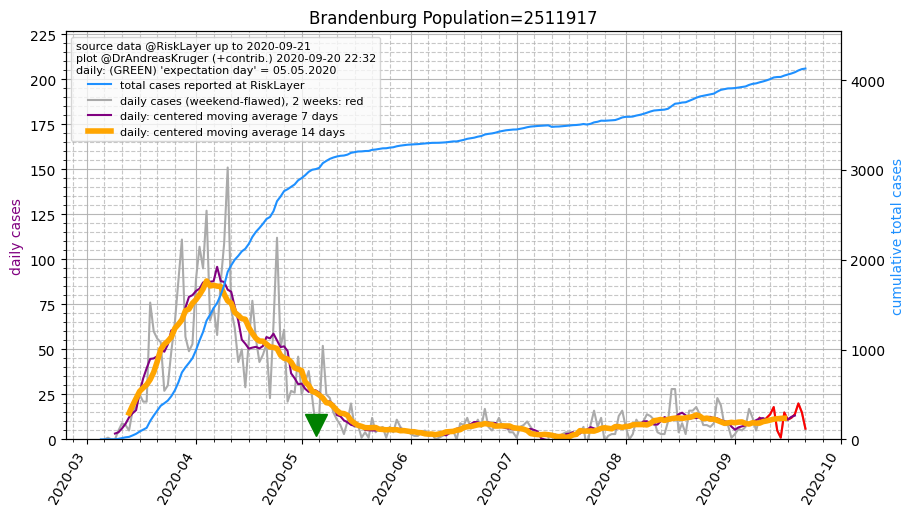 Brandenburg Population=2511917
source data @RiskLayer up to 2020-09-21
plot @DrAndreasKruger (+contrib.) 2020-09-20 22:32
daily: (GREEN) 'expectation day' = 05.05.2020
total cases reported at RiskLayer
daily cases (weekend-flawed), 2 weeks: red
daily: centered moving average 7 days
daily: centered moving average 14 days
daily cases
225
200
175
150
125
100
75
50
25
0
cumulative total cases
4000
3000
2000
1000
0
2020-03
2020-04
2020-05
2020-06
2020-07
2020-08
2020-09
2020-10